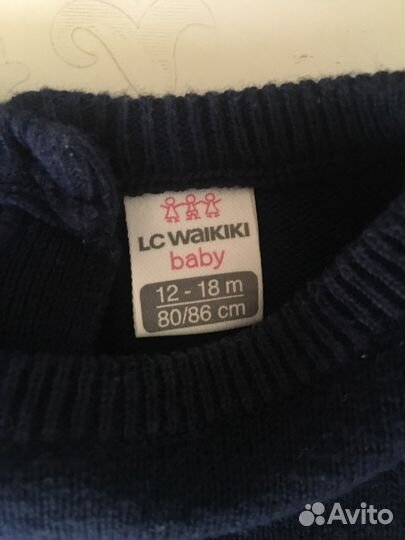 LC WAIKIKI
baby
12 - 18 m
80/86 cm
Avito